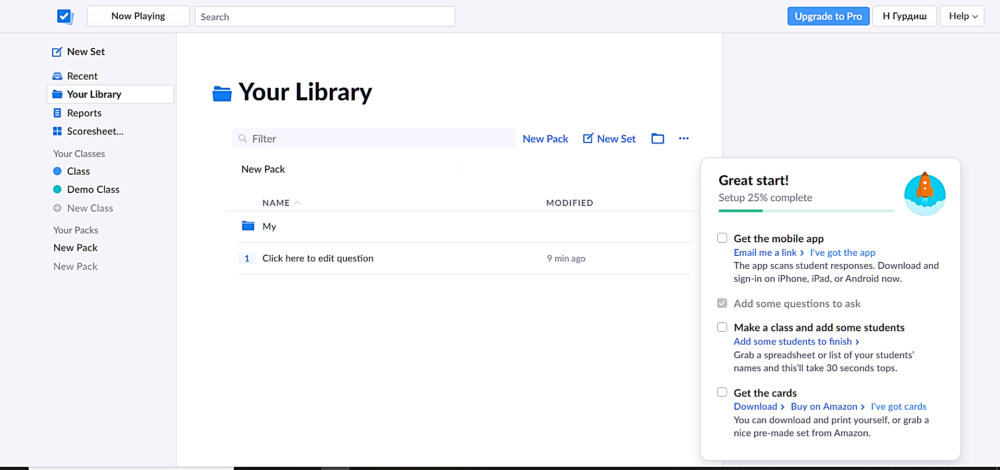 Now Playing
Search
Upgrade to Pro
Н Гурдиш
Help
New Set
Recent
Your Library
Reports
Scoresheet...
Your Classes
Class
Demo Class
New Class
Your Packs
New Pack
New Pack
Your Library
Filter
New Pack
New Set
New Pack
NAME
MODIFIED
My
1 Click here to edit question 9 min ago
Great start!
Setup 25% complete
Get the mobile app
Email me a link › I've got the app
The app scans student responses. Download and
sign-in on iPhone, iPad, or Android now.
Add some questions to ask
Make a class and add some students
Add some students to finish ›
Grab a spreadsheet or list of your students’
names and this’ll take 30 seconds tops.
Get the cards
Download › Buy on Amazon › I've got cards
You can download and print yourself, or grab a
nice pre-made set from Amazon.